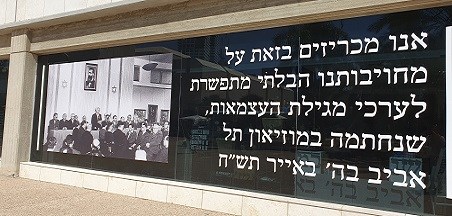 אנו מכריזים בזאת על
מחויבותנו הבלתי מתפשרת
לערכי מגילת העצמאות,
שנחתמה במוזיאון תל
אביב בה' באייר תש"ח